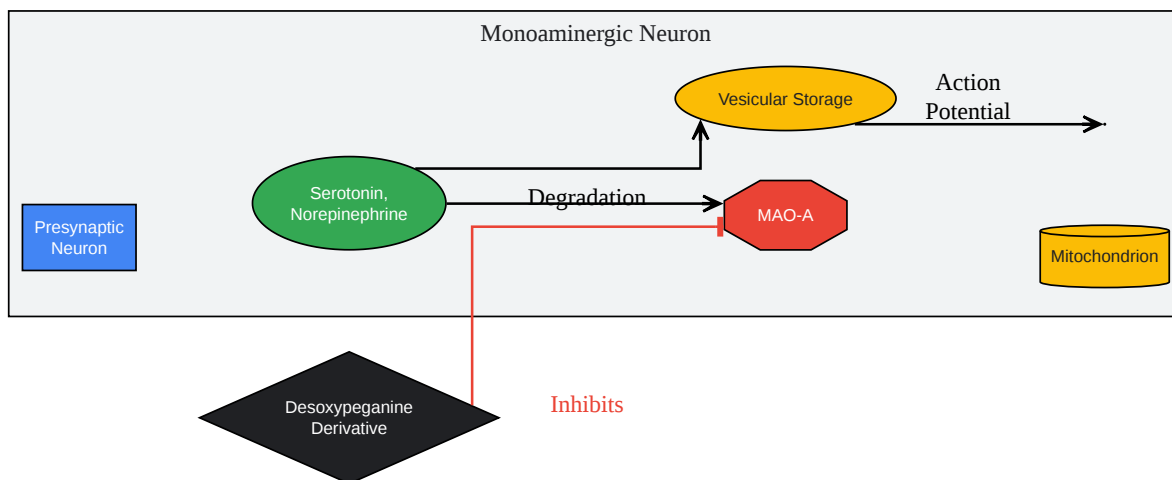 Monoaminergic Neuron
Vesicular Storage
Action
Potential
Serotonin,
Norepinephrine
Degradation
MAO-A
Presynaptic
Neuron
Mitochondrion
Desoxypeganine
Derivative
Inhibits